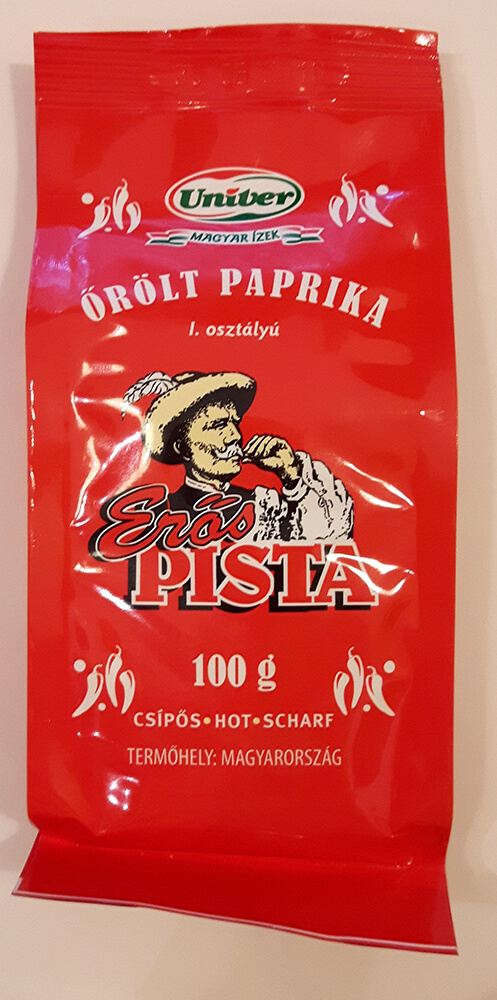 Univer
MAGYAR ÍZEK
ŐRÖLT PAPRIKA
I. osztályú
Erős
PISTA
100 g
CSÍPŐS•HOT•SCHARF
TERMŐHELY: MAGYARORSZÁG